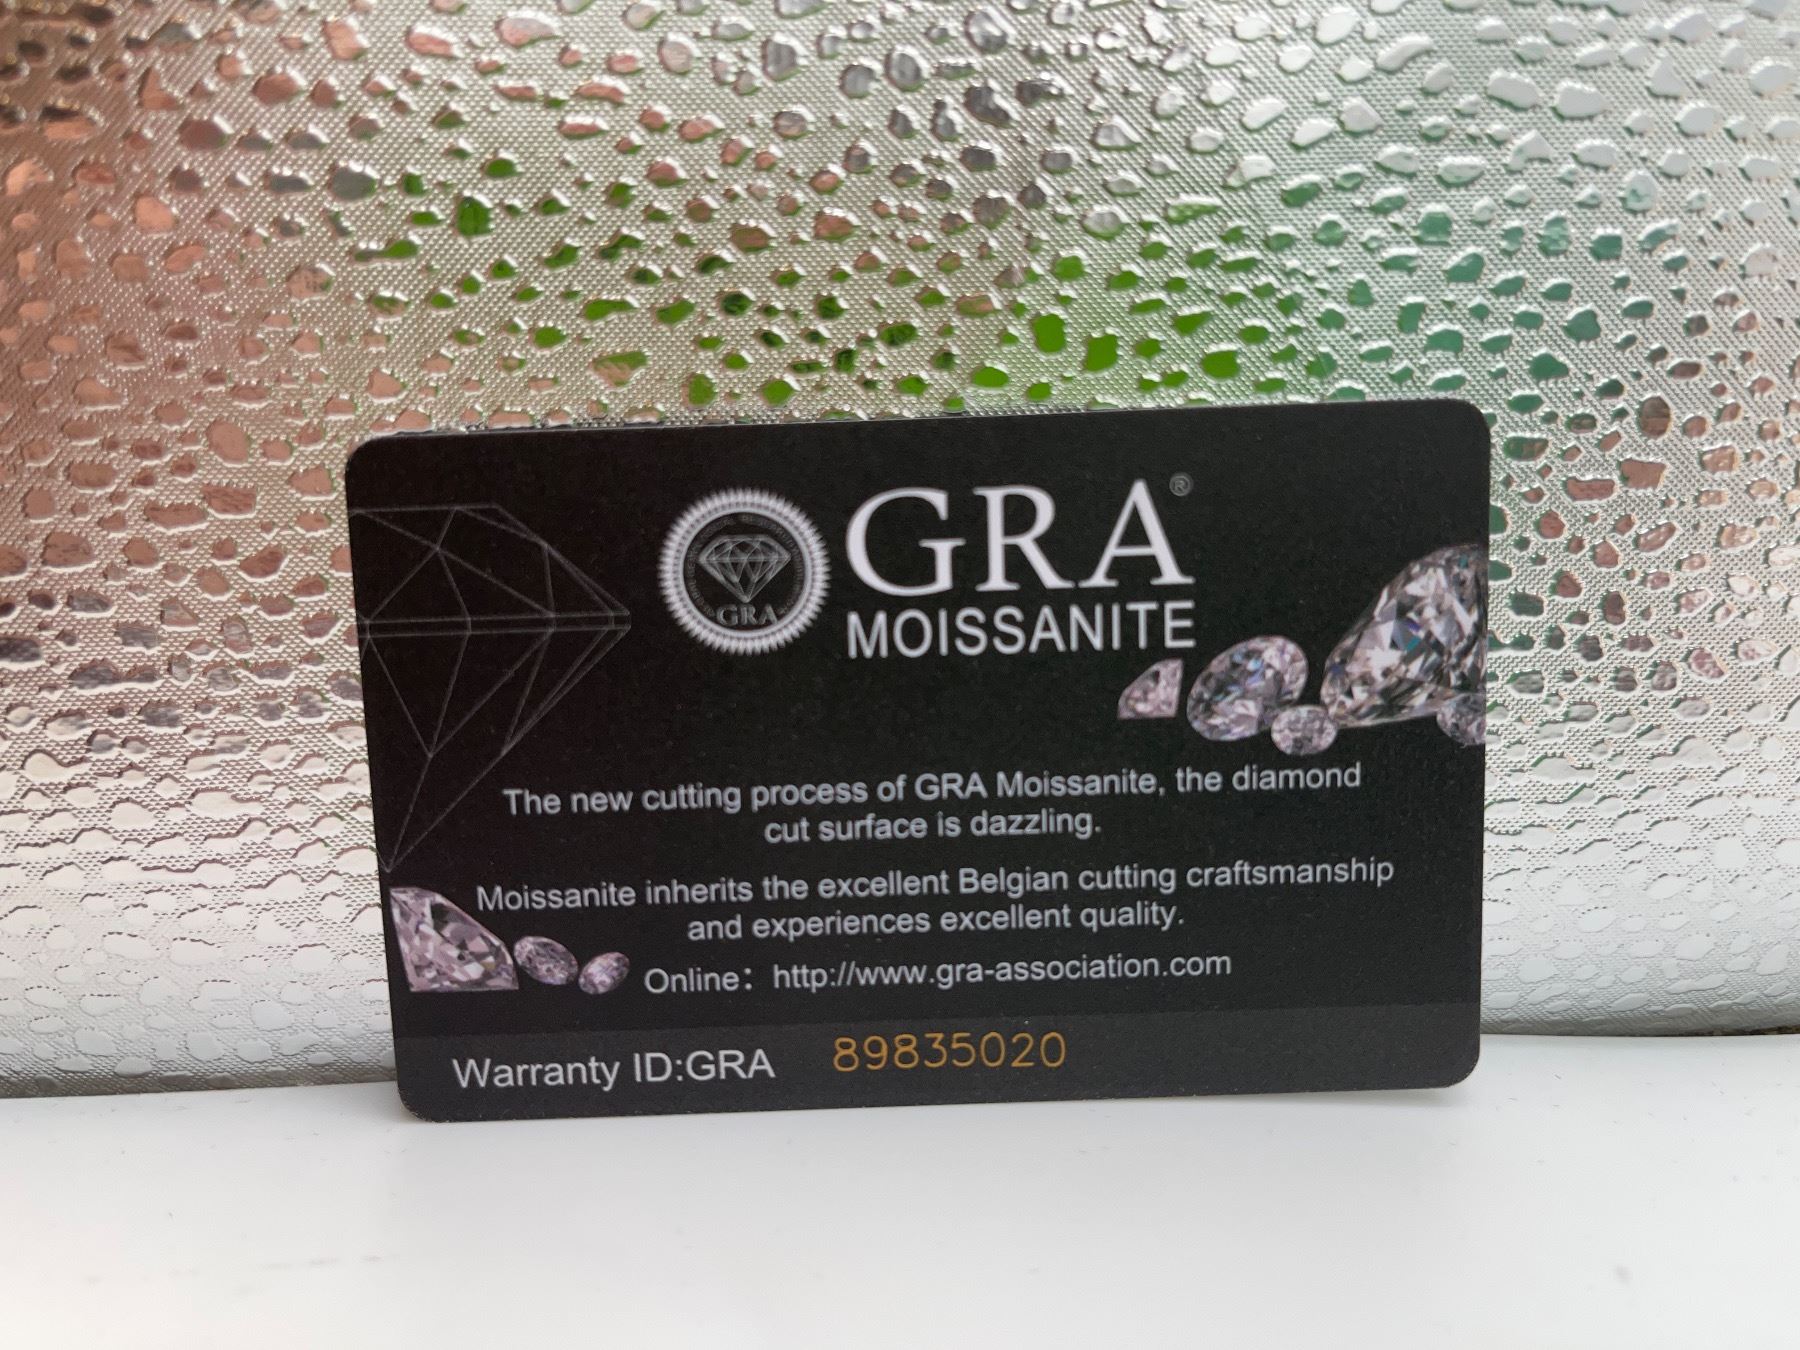 GRA®
MOISSANITE
GRA
The new cutting process of GRA Moissanite, the diamond
cut surface is dazzling.
Moissanite inherits the excellent Belgian cutting craftsmanship
and experiences excellent quality.
Online：http://www.gra-association.com
Warranty ID:GRA 89835020